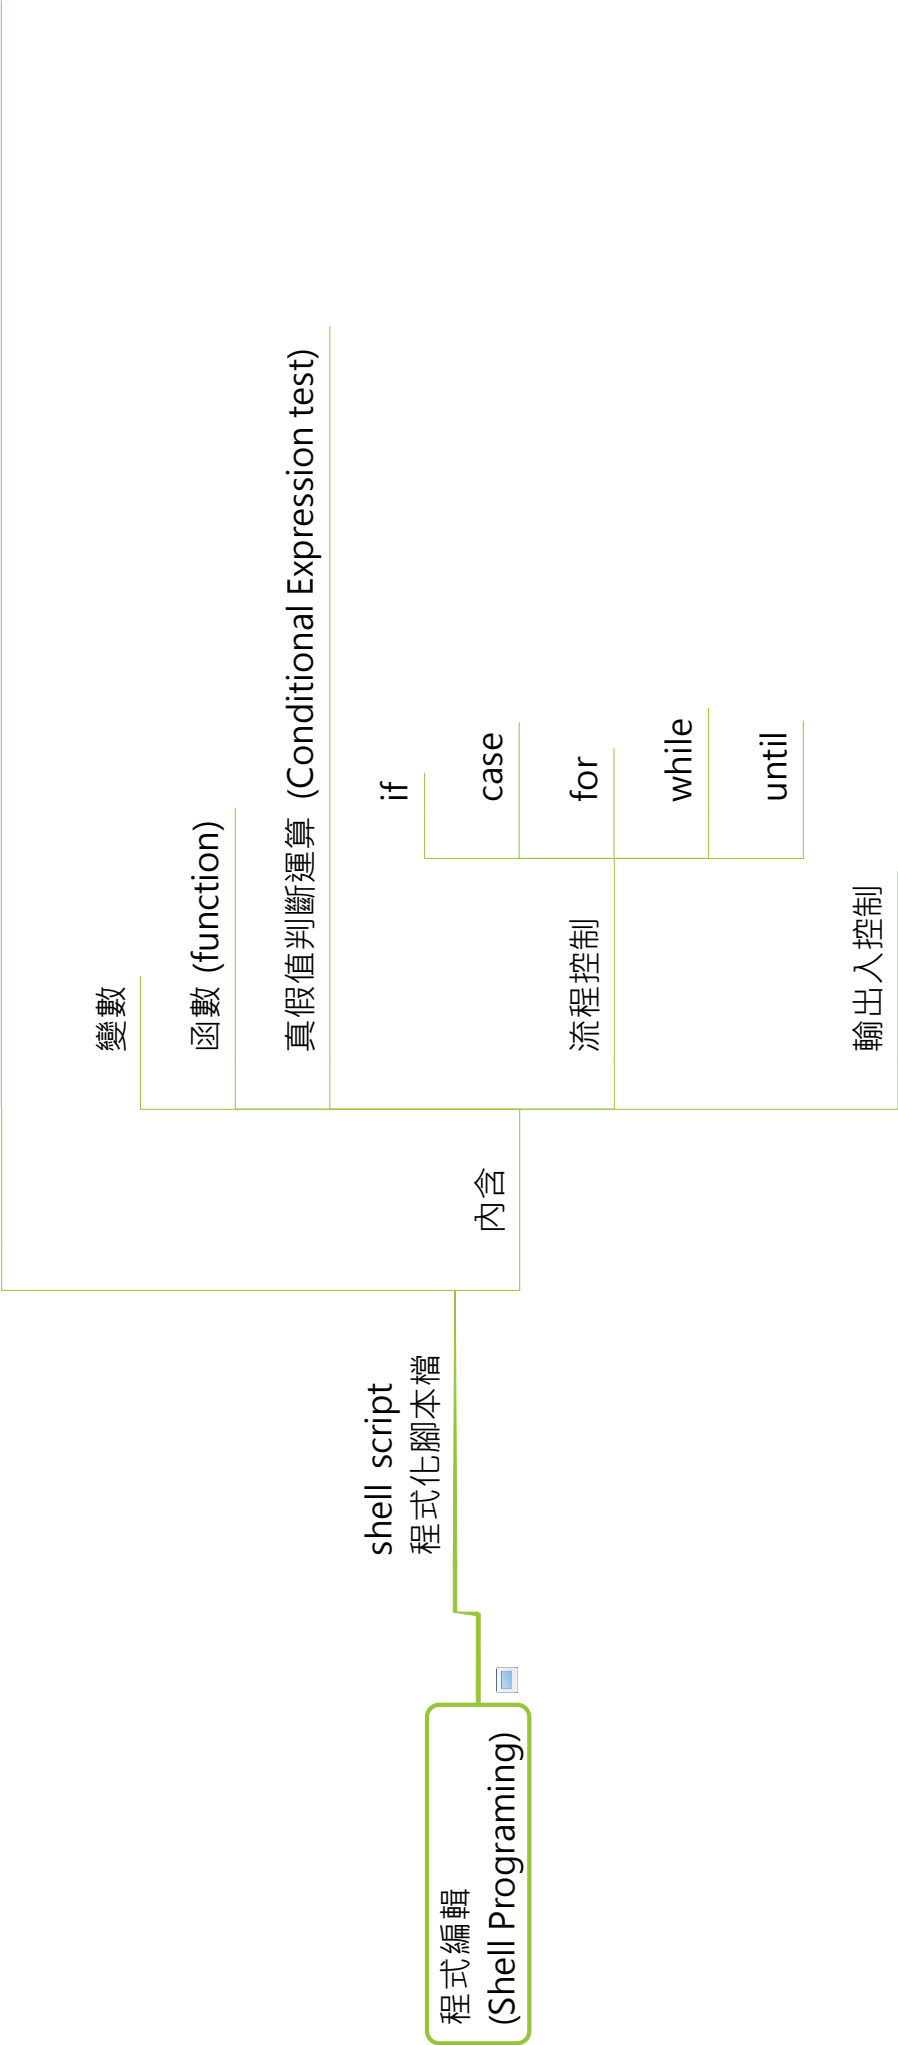 程式編輯
(Shell Programing)
shell script
程式化腳本檔
內含
變數
函數 (function)
真假值判斷運算 (Conditional Expression test)
流程控制
if
case
for
while
until
輸出入控制